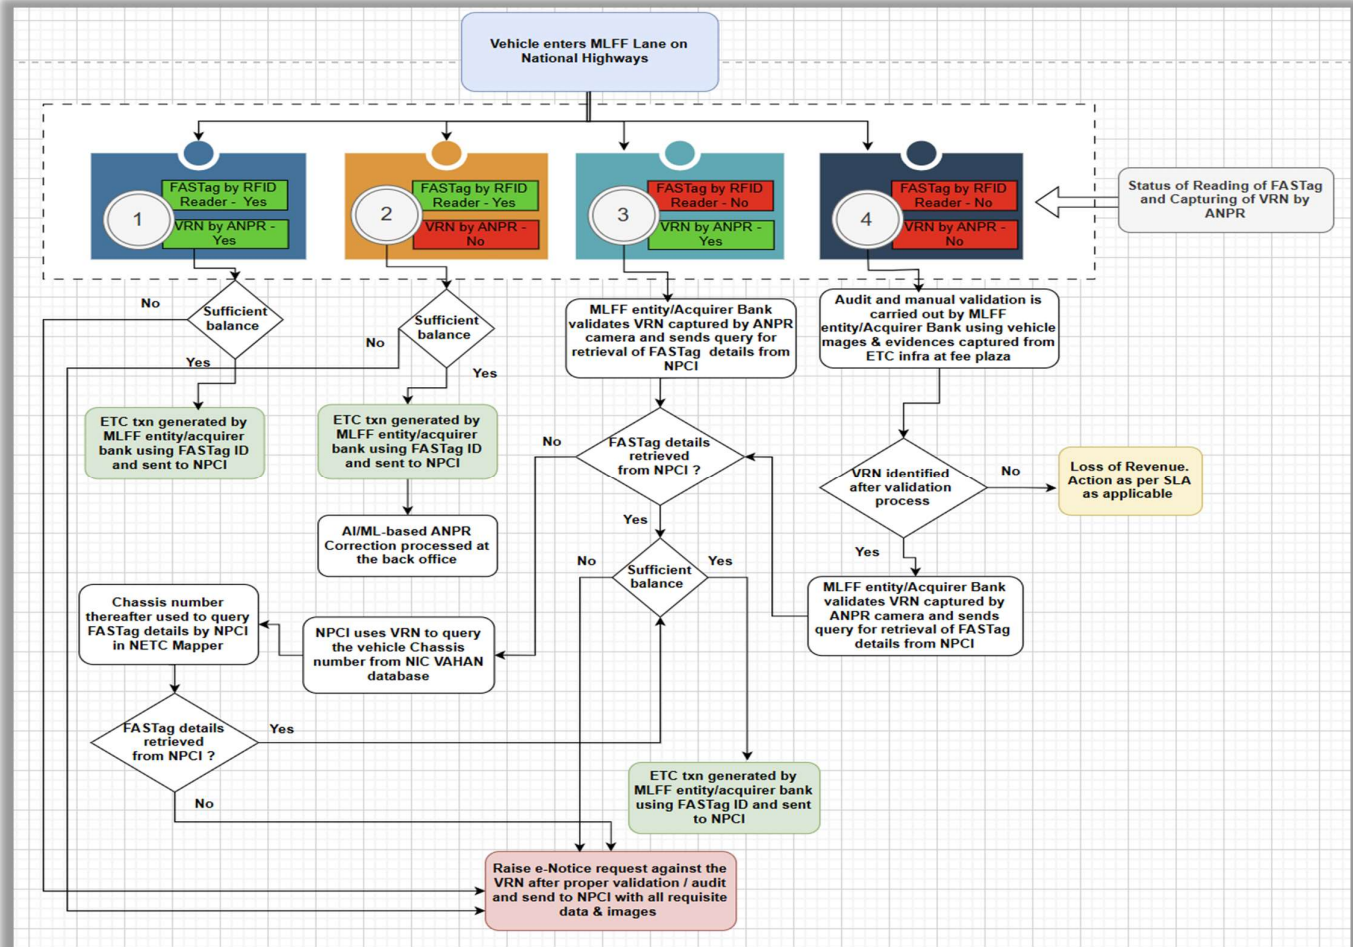 Vehicle enters MLFF Lane on
National Highways
FASTag by RFID
Reader - Yes
1
VRN by ANPR -
Yes
FASTag by RFID
Reader - Yes
2
VRN by ANPR -
No
FASTag by RFID
Reader - No
3
VRN by ANPR -
Yes
FASTag by RFID
Reader - No
4
VRN by ANPR -
No
Status of Reading of FASTag
and Capturing of VRN by
ANPR
No
Sufficient
balance
Yes
No
Sufficient
balance
Yes
MLFF entity/Acquirer Bank
validates VRN captured by ANPR
camera and sends query for
retrieval of FASTag details from
NPCI
Audit and manual validation is
carried out by MLFF
entity/Acquirer Bank using vehicle
mages & evidences captured from
ETC infra at fee plaza
ETC txn generated by
MLFF entity/acquirer
bank using FASTag ID
and sent to NPCI
ETC txn generated by
MLFF entity/acquirer
bank using FASTag ID
and sent to NPCI
No
FASTag details
retrieved
from NPCI ?
Yes
VRN identified
after validation
process
No
Loss of Revenue.
Action as per SLA
as applicable
Yes
AI/ML-based ANPR
Correction processed at
the back office
No
Sufficient
balance
Yes
MLFF entity/Acquirer Bank
validates VRN captured by
ANPR camera and sends
query for retrieval of FASTag
details from NPCI
Chassis number
thereafter used to query
FASTag details by NPCI
in NETC Mapper
NPCI uses VRN to query
the vehicle Chassis
number from NIC VAHAN
database
FASTag details
retrieved
from NPCI ?
Yes
No
ETC txn generated by
MLFF entity/acquirer bank
using FASTag ID and sent
to NPCI
Raise e-Notice request against the
VRN after proper validation / audit
and send to NPCI with all requisite
data & images